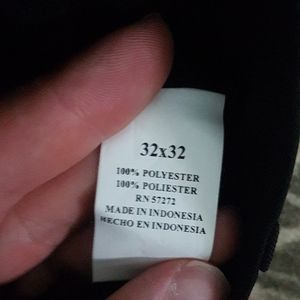 32x32
100% POLYESTER
100% POLIESTER
RN 57272
MADE IN INDONESIA
HECHO EN INDONESIA